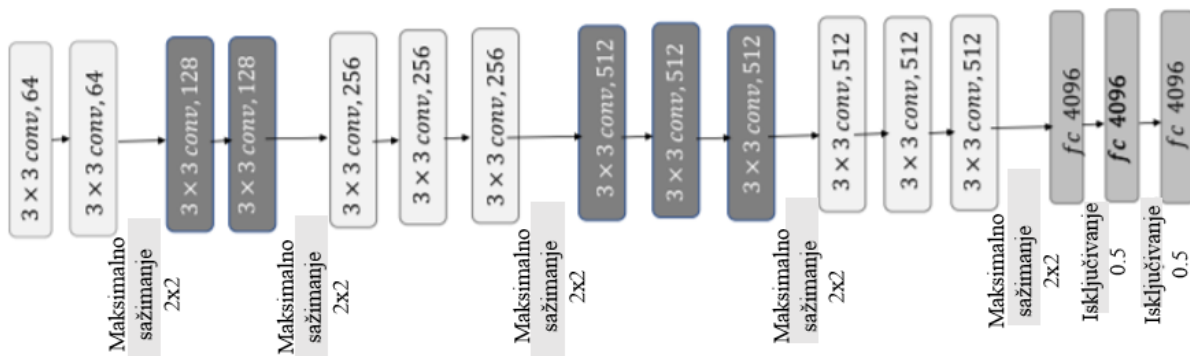 3 × 3 conv, 64
3 × 3 conv, 64
Maksimalno
sažimanje
2x2
3 × 3 conv, 128
3 × 3 conv, 128
Maksimalno
sažimanje
2x2
3 × 3 conv, 256
3 × 3 conv, 256
3 × 3 conv, 256
Maksimalno
sažimanje
2x2
3 × 3 conv, 512
3 × 3 conv, 512
3 × 3 conv, 512
Maksimalno
sažimanje
2x2
3 × 3 conv, 512
3 × 3 conv, 512
3 × 3 conv, 512
Maksimalno
sažimanje
2x2
fc 4096
Isključivanje
0.5
fc 4096
Isključivanje
0.5
fc 4096